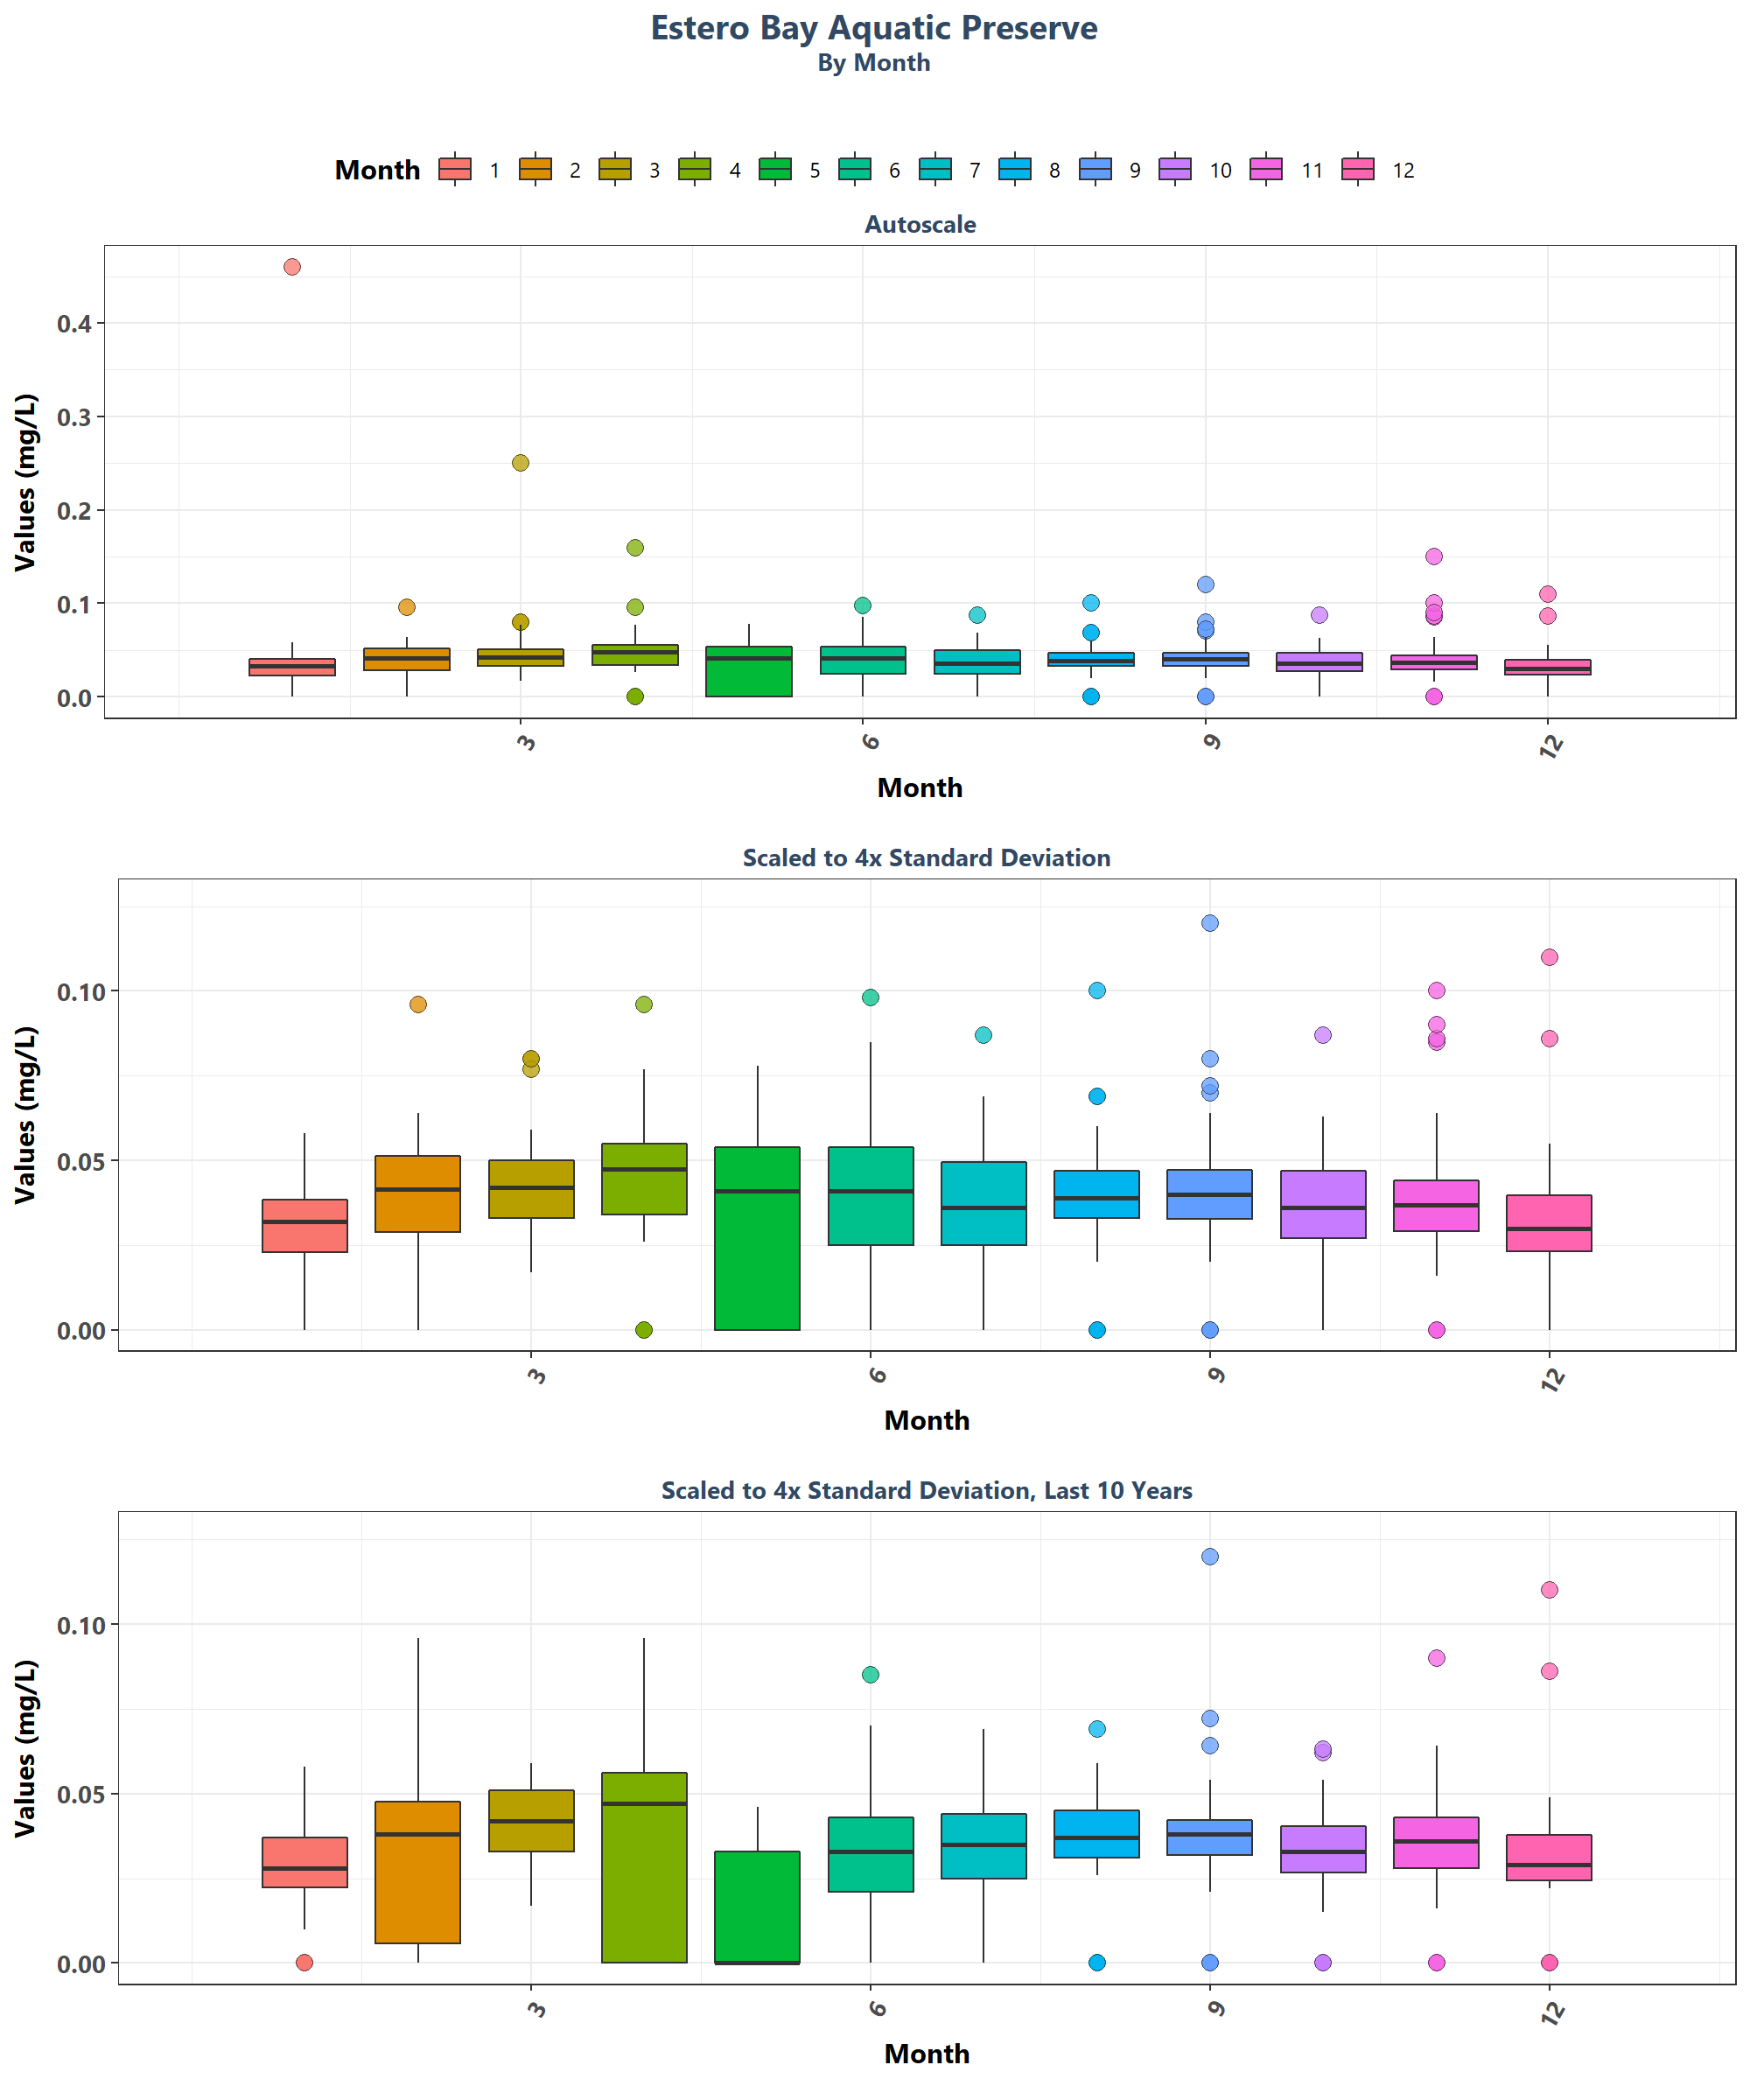 Estero Bay Aquatic Preserve
By Month
Month 1 2 3 4 5 6 7 8 9 10 11 12
Autoscale
Values (mg/L)
0.4
0.3
0.2
0.1
0.0
3 6 9 12
Month
Scaled to 4x Standard Deviation
Values (mg/L)
0.10
0.05
0.00
3 6 9 12
Month
Scaled to 4x Standard Deviation, Last 10 Years
Values (mg/L)
0.10
0.05
0.00
3 6 9 12
Month